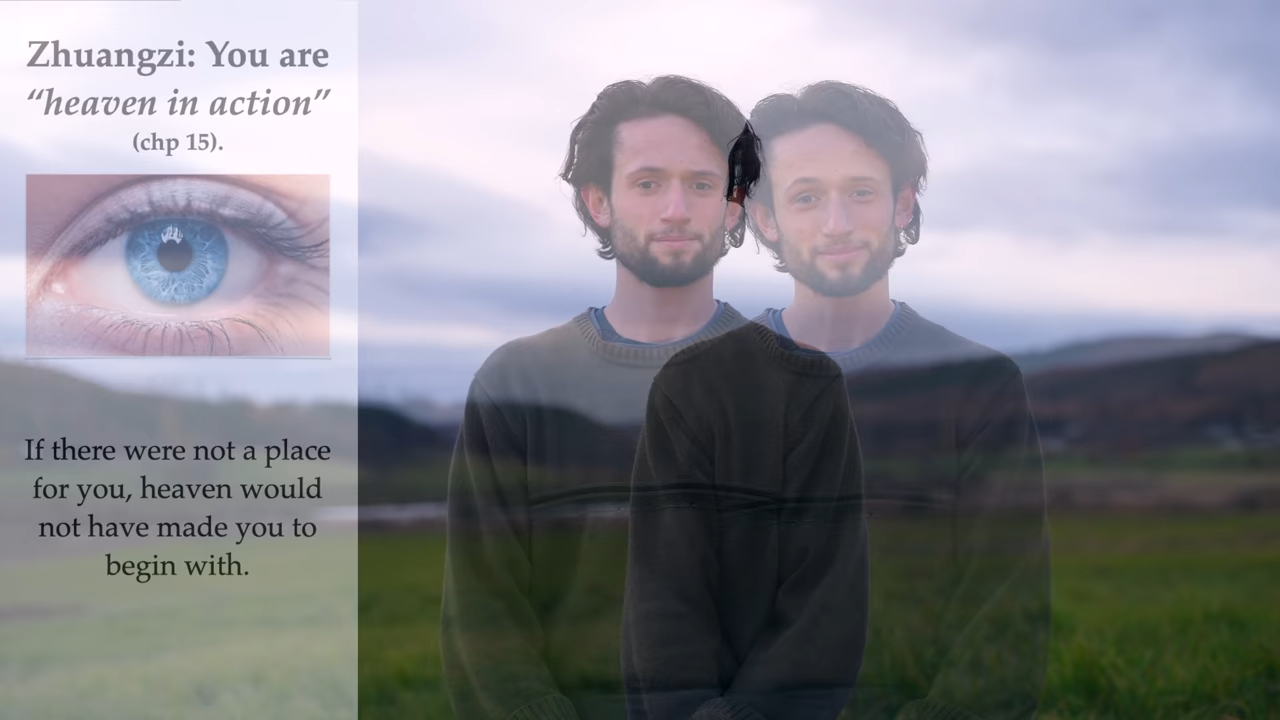 Zhuangzi: You are
“heaven in action”
(chp 15).
If there were not a place
for you, heaven would
not have made you to
begin with.